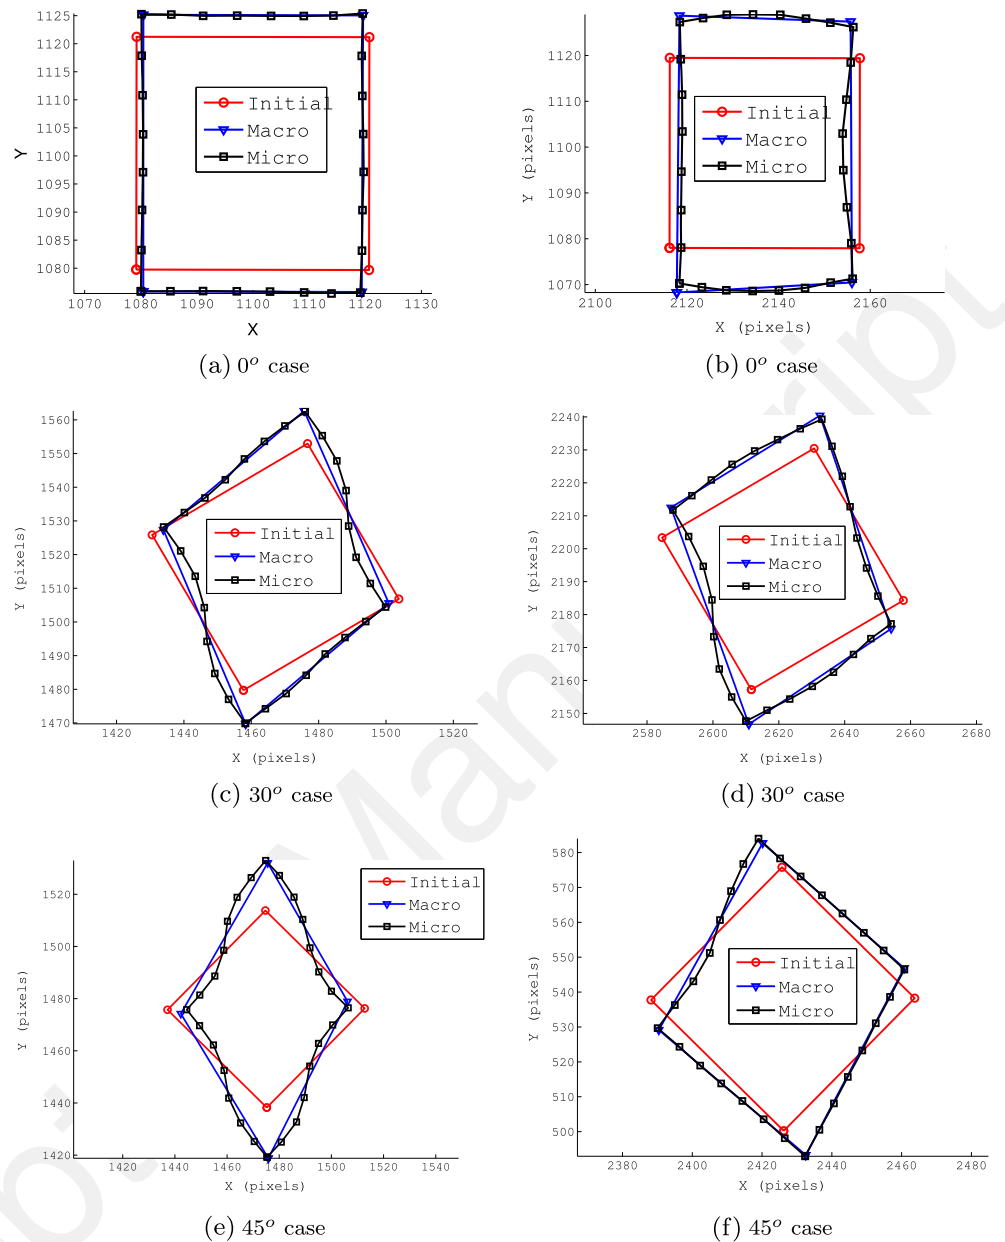 1125
1120
1115
1110
1105
1100
1095
1090
1085
1080
Y
Initial
Macro
Micro
1070 1080 1090 1100 1110 1120 1130
X
(a) 0° case
1120
1110
1100
1090
1080
1070
Y (pixels)
Initial
Macro
Micro
2100 2120 2140 2160
X (pixels)
(b) 0° case
1560
1550
1540
1530
1520
1510
1500
1490
1480
1470
Y (pixels)
Initial
Macro
Micro
1420 1440 1460 1480 1500 1520
X (pixels)
(c) 30° case
2240
2230
2220
2210
2200
2190
2180
2170
2160
2150
Y (pixels)
Initial
Macro
Micro
2580 2600 2620 2640 2660 2680
X (pixels)
(d) 30° case
1520
1500
1480
1460
1440
1420
Y (pixels)
Initial
Macro
Micro
1420 1440 1460 1480 1500 1520 1540
X (pixels)
(e) 45° case
580
570
560
550
540
530
520
510
500
Y (pixels)
Initial
Macro
Micro
2380 2400 2420 2440 2460 2480
X (pixels)
(f) 45° case